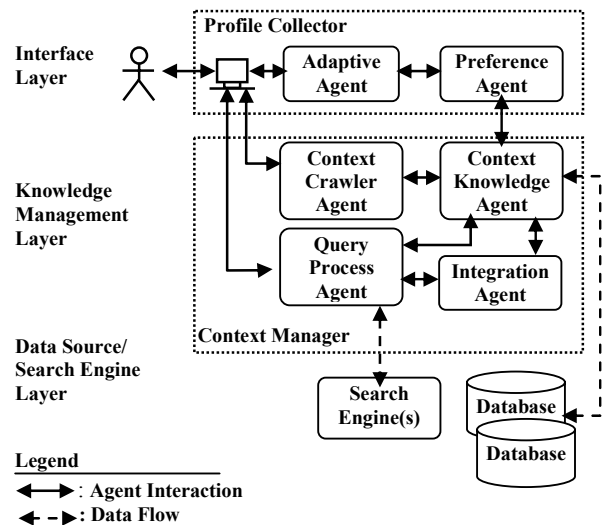 Profile Collector
Interface
Layer
Adaptive
Agent
Preference
Agent
Knowledge
Management
Layer
Context
Crawler
Agent
Context
Knowledge
Agent
Query
Process
Agent
Integration
Agent
Context Manager
Data Source/
Search Engine
Layer
Search
Engine(s)
Database
Database
Legend
: Agent Interaction
: Data Flow